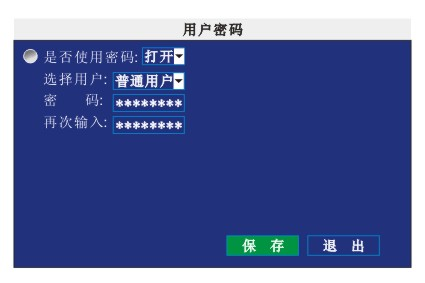 用户密码
是否使用密码: 打开
选择用户: 普通用户
密 码: ********
再次输入: ********
保 存 退 出